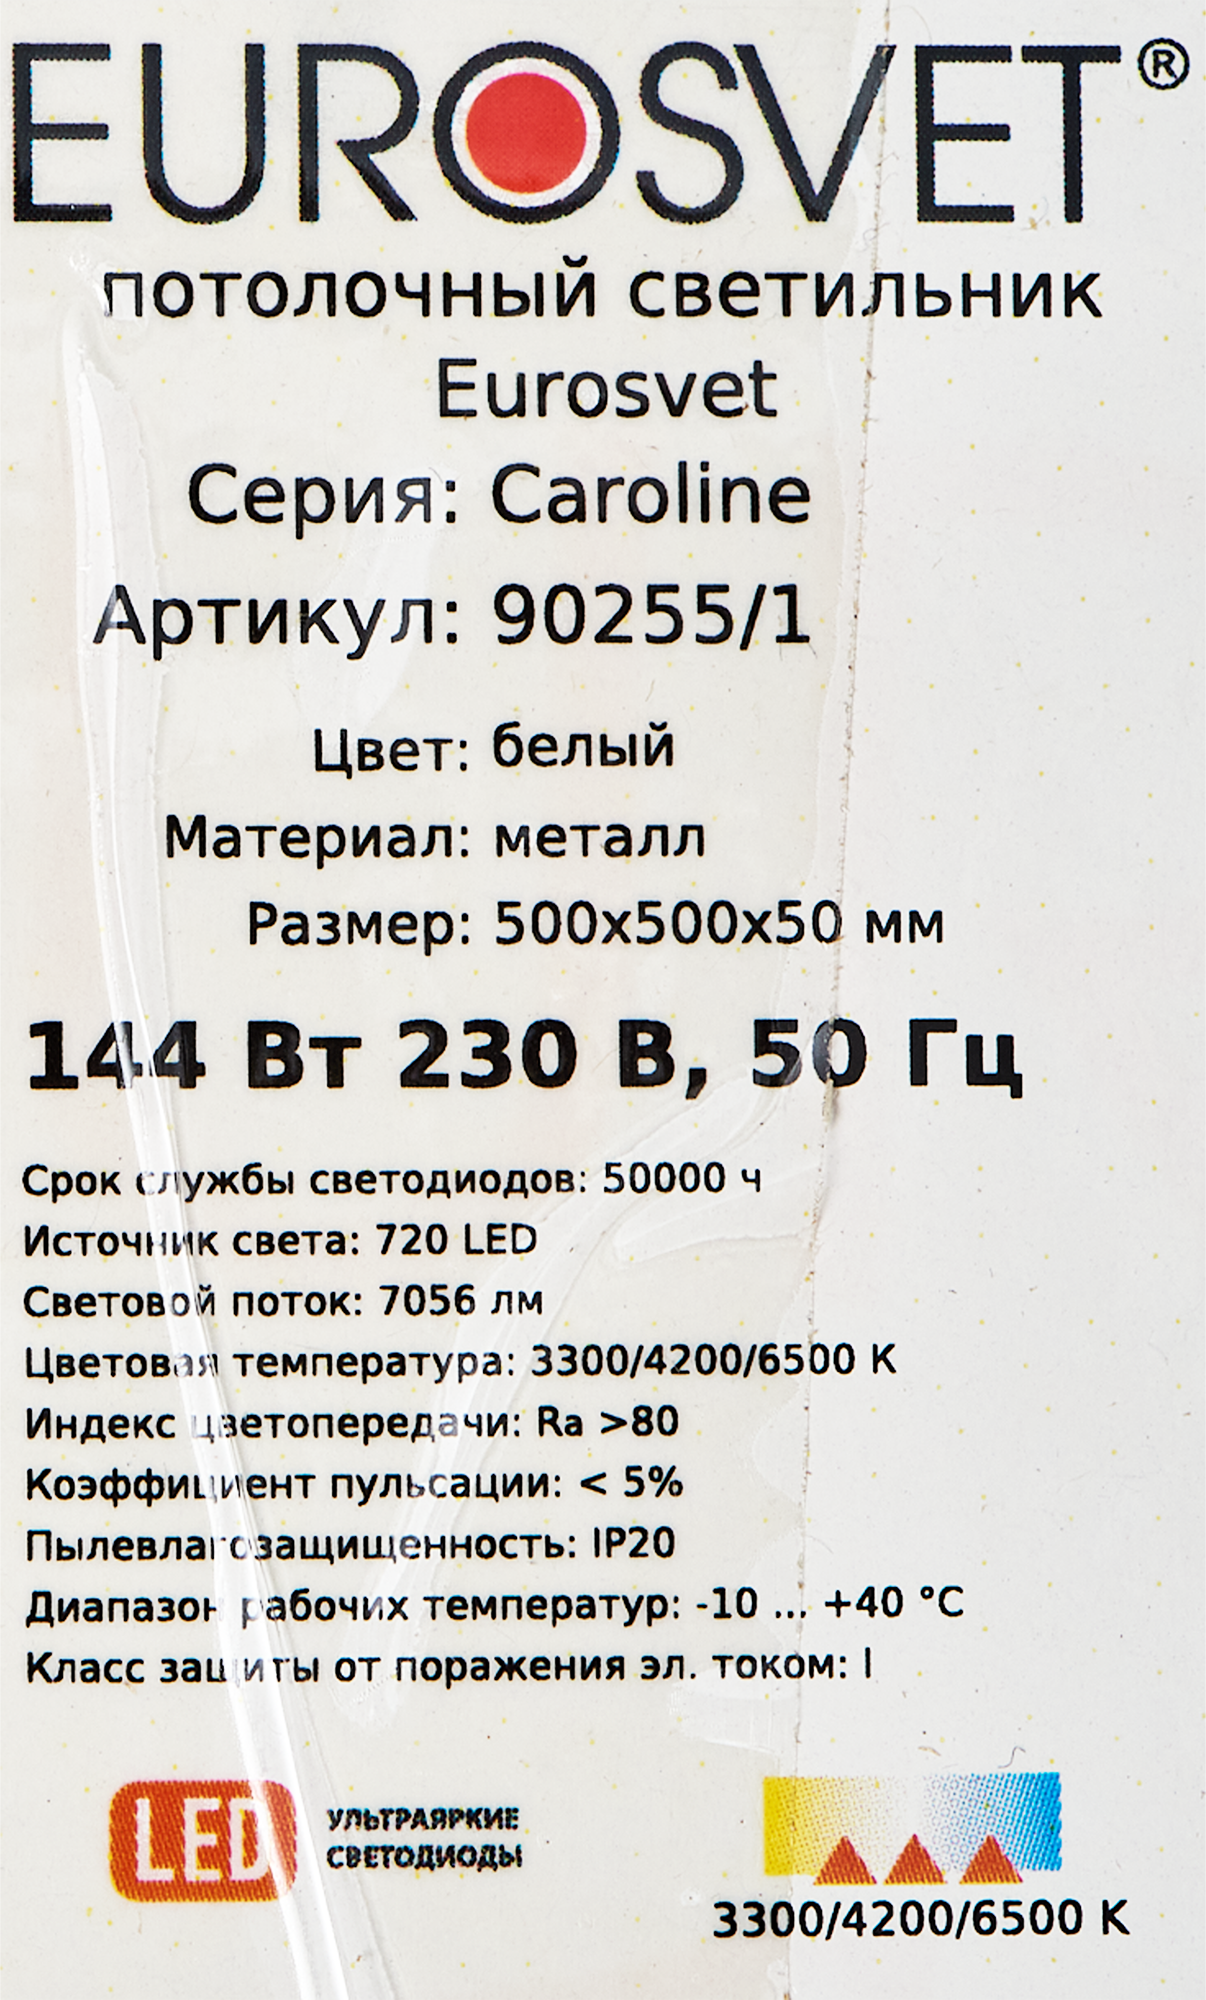 EUROSVET®
потолочный светильник
Eurosvet
Серия: Caroline
Артикул: 90255/1
Цвет: белый
Материал: металл
Размер: 500x500x50 мм
144 Вт 230 В, 50 Гц
Срок службы светодиодов: 50000 ч
Источник света: 720 LED
Световой поток: 7056 лм
Цветовая температура: 3300/4200/6500 К
Индекс цветопередачи: Ra >80
Коэффициент пульсации: < 5%
Пылевлагозащищенность: IP20
Диапазон рабочих температур: -10 ... +40 °C
Класс защиты от поражения эл. током: I
LED УЛЬТРАЯРКИЕ
СВЕТОДИОДЫ
3300/4200/6500 К